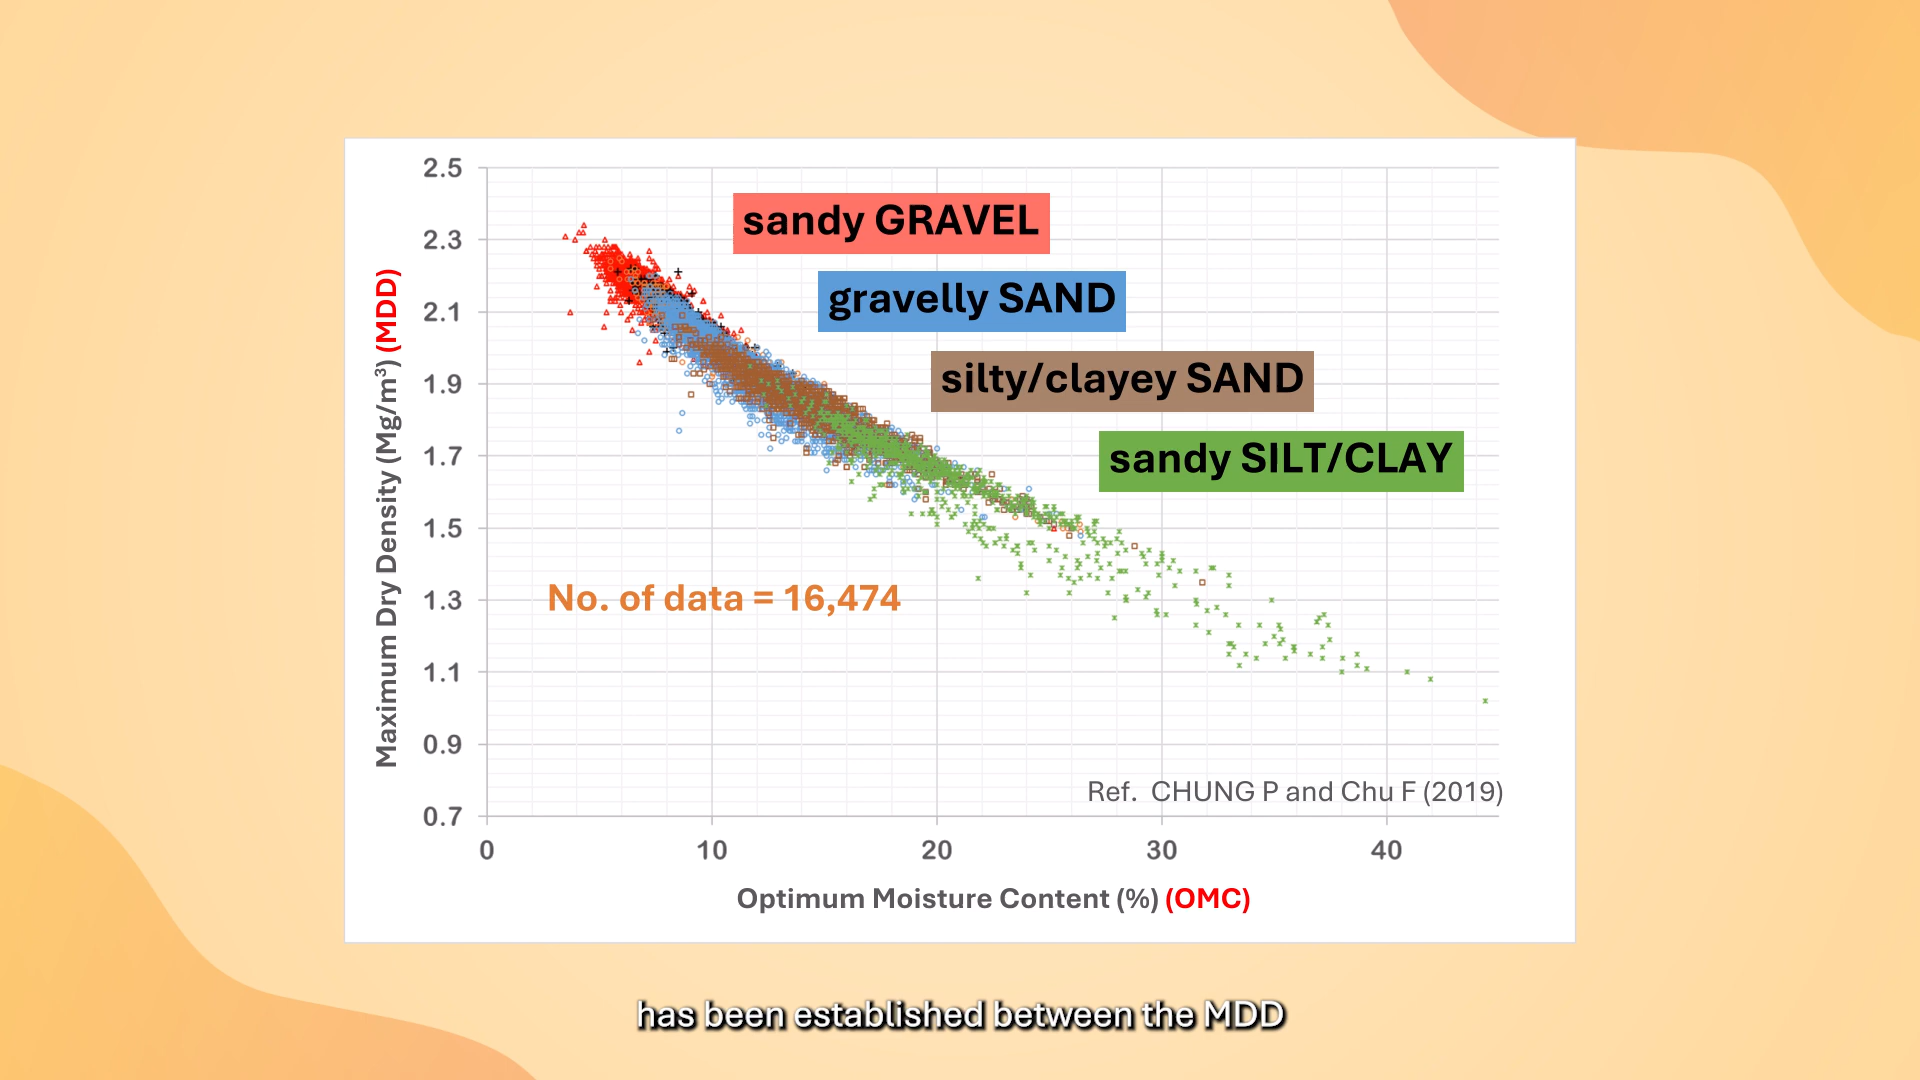 2.5
2.3
2.1
1.9
1.7
1.5
1.3
1.1
0.9
0.7
Maximum Dry Density (Mg/m³) (MDD)
sandy GRAVEL
gravelly SAND
silty/clayey SAND
sandy SILT/CLAY
No. of data = 16,474
Ref. CHUNG P and Chu F (2019)
0 10 20 30 40
Optimum Moisture Content (%) (OMC)
has been established between the MDD